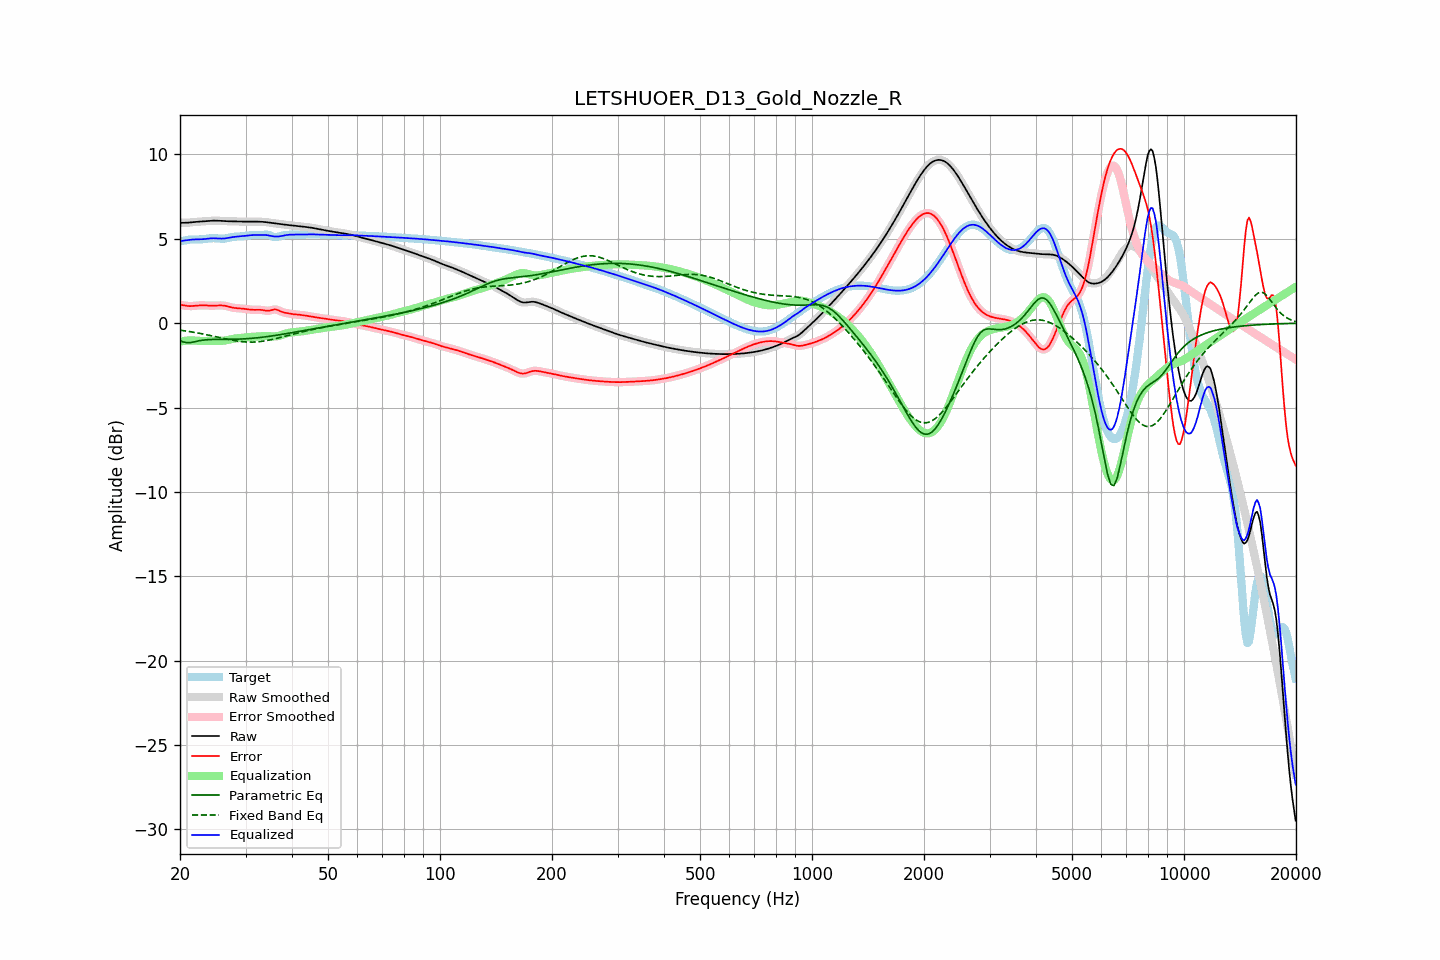 LETSHUOER_D13_Gold_Nozzle_R
10
5
0
−5
−10
−15
−20
−25
−30
Amplitude (dBr)
Target
Raw Smoothed
Error Smoothed
Raw
Error
Equalization
Parametric Eq
Fixed Band Eq
Equalized
20 50 100 200 500 1000 2000 5000 10000 20000
Frequency (Hz)